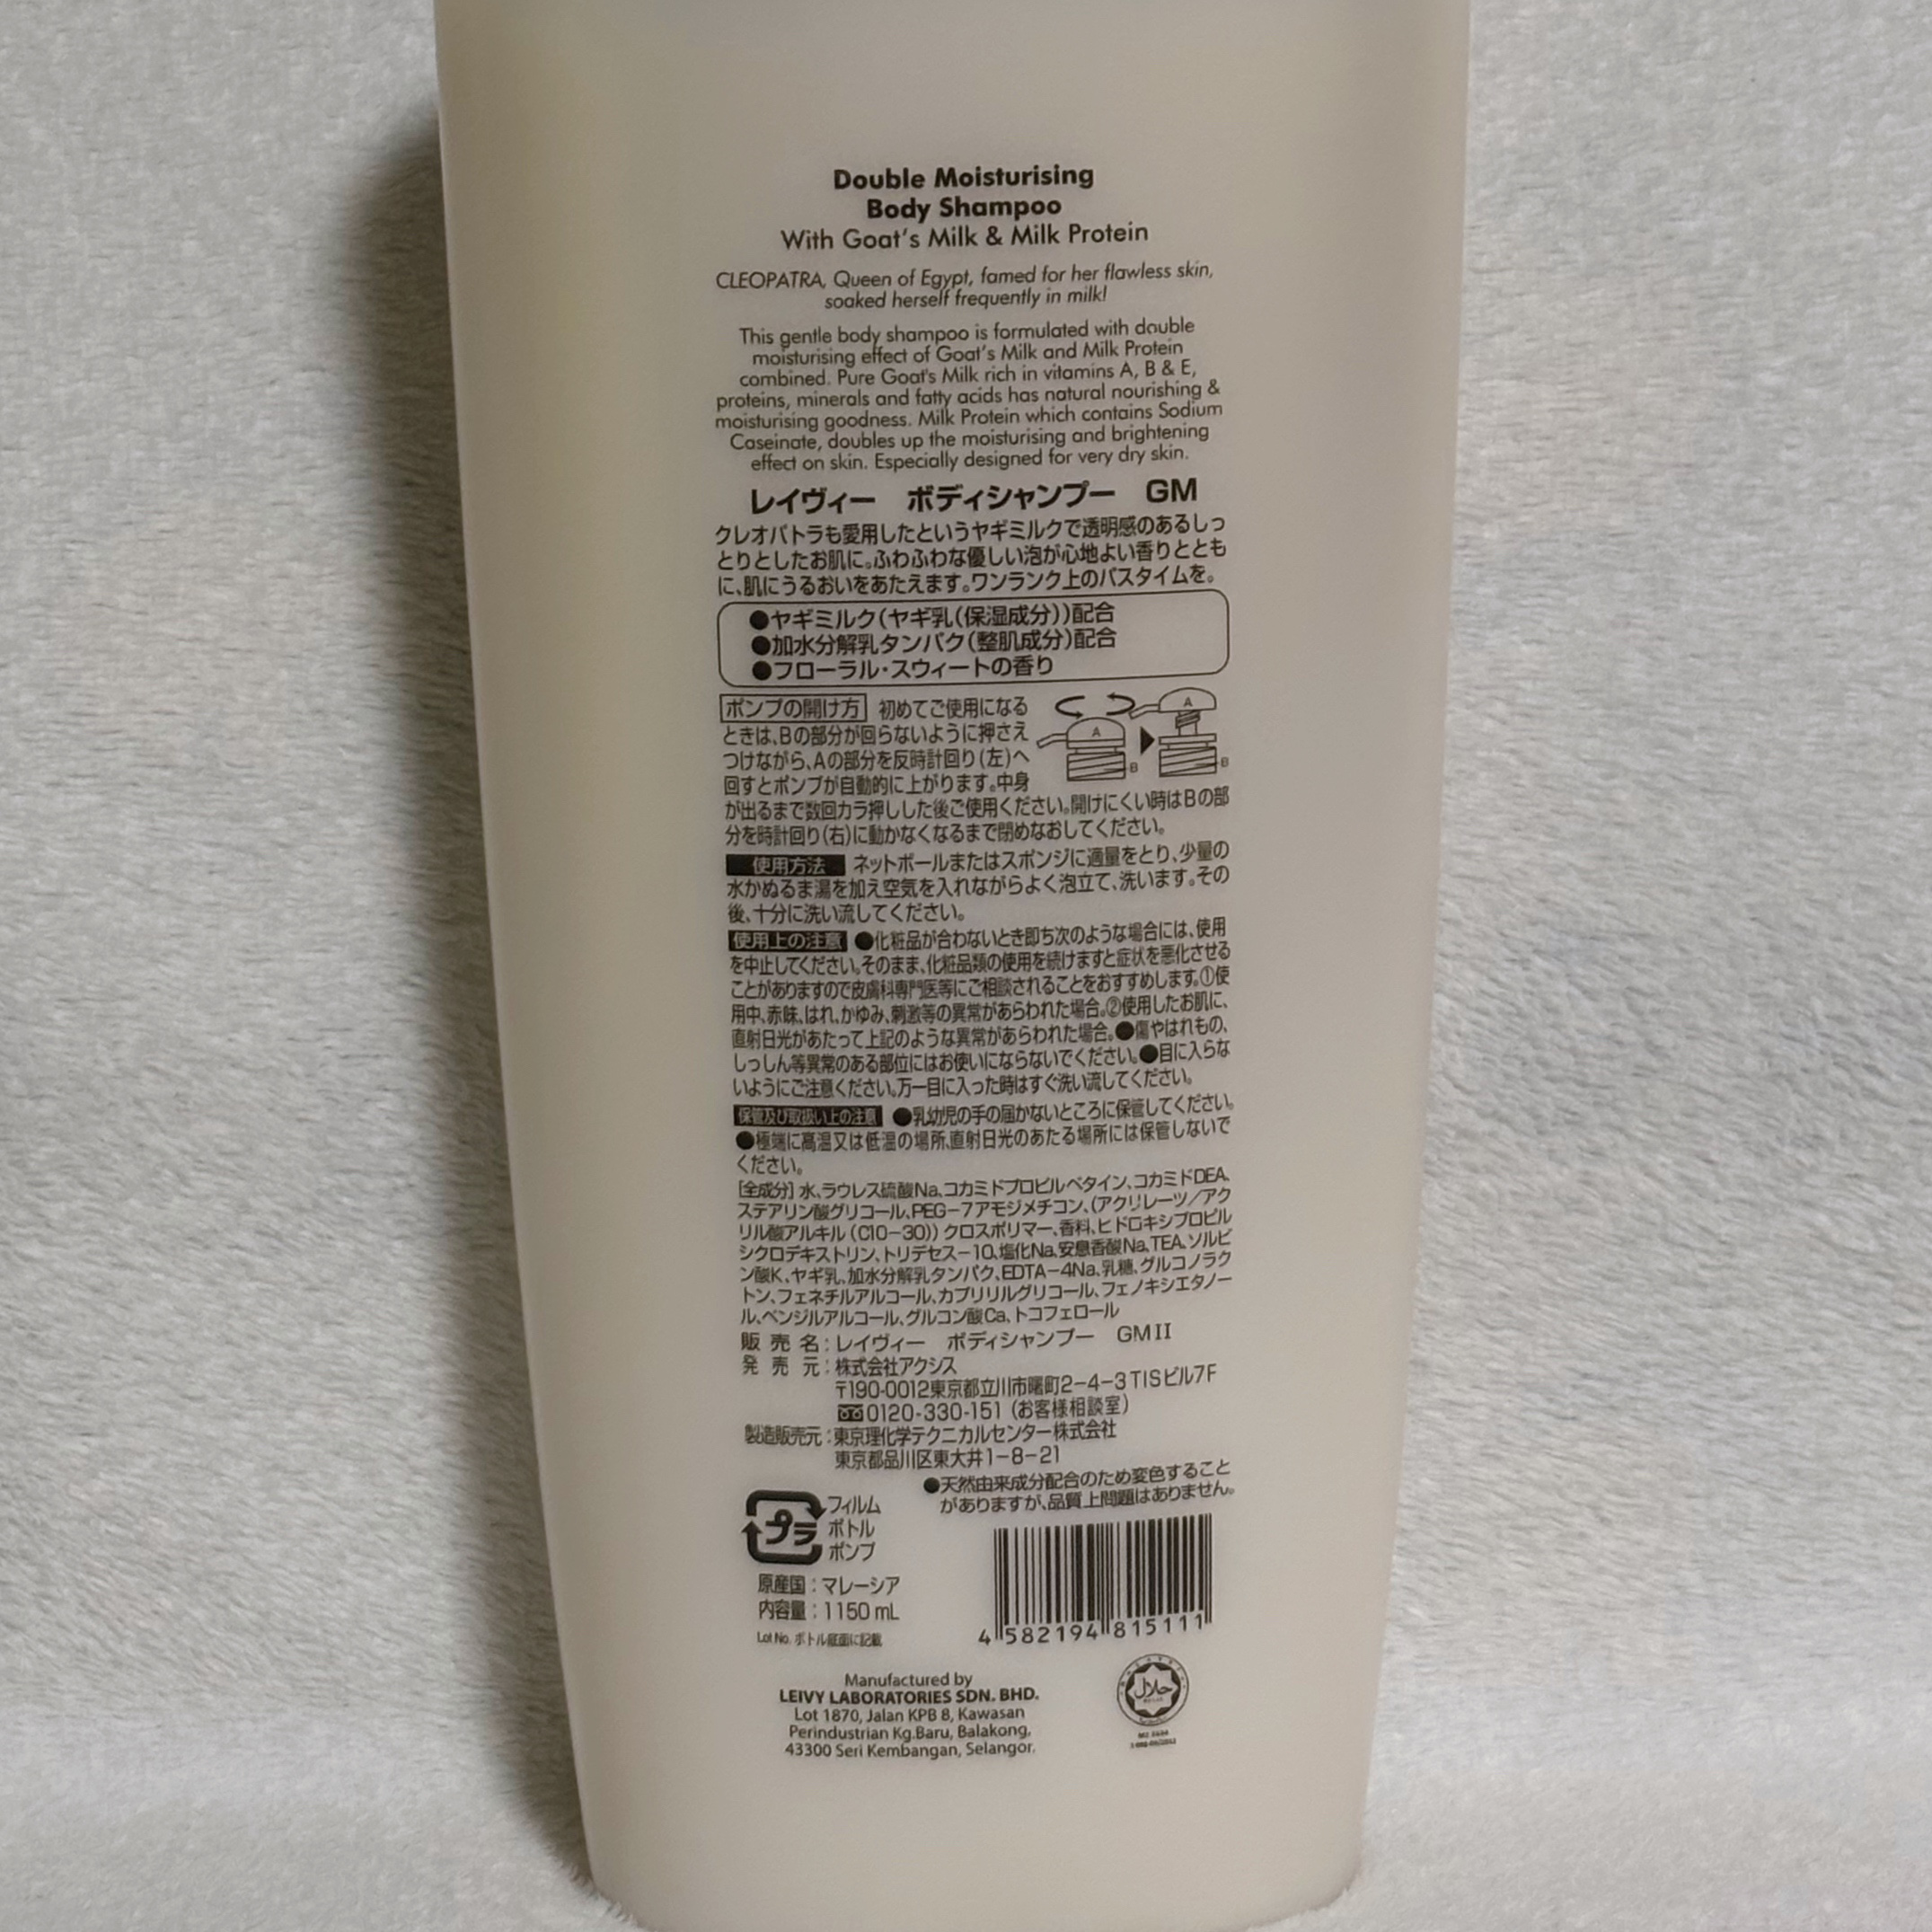 Double Moisturising
Body Shampoo
With Goat's Milk & Milk Protein
CLEOPATRA, Queen of Egypt, famed for her flawless skin,
soaked herself frequently in milk!
This gentle body shampoo is formulated with double
moisturising effect of Goat's Milk and Milk Protein
combined. Pure Goat's Milk rich in vitamins A, B & E,
proteins, minerals and fatty acids has natural nourishing &
moisturising goodness. Milk Protein which contains Sodium
Caseinate, doubles up the moisturising and brightening
effect on skin. Especially designed for very dry skin.
レイヴィー　ボディシャンプー　GM
クレオパトラも愛用したというヤギミルクで透明感のあるしっ
とりとしたお肌に。ふわふわな優しい泡が心地よい香りととも
に、肌にうるおいをあたえます。ワンランク上のバスタイムを。
●ヤギミルク(ヤギ乳(保湿成分))配合
●加水分解乳タンパク(整肌成分)配合
●フローラル・スウィートの香り
ポンプの開け方 初めてご使用になる
ときは、Bの部分が回らないように押さえ
つけながら、Aの部分を反時計回り(左)へ
回すとポンプが自動的に上がります。中身
が出るまで数回カラ押しした後ご使用ください。開けにくい時はBの部
分を時計回り(右)に動かなくなるまで閉めなおしてください。
A
B
A
B
使用方法 ネットボールまたはスポンジに適量をとり、少量の
水かぬるま湯を加え空気を入れながらよく泡立て、洗います。その
後、十分に洗い流してください。
使用上の注意 ●化粧品が合わないとき即ち次のような場合には、使用
を中止してください。そのまま、化粧品類の使用を続けますと症状を悪化させる
ことがありますので皮膚科専門医等にご相談されることをおすすめします。①使
用中、赤味、はれ、かゆみ、刺激等の異常があらわれた場合。②使用したお肌に、
直射日光があたって上記のような異常があらわれた場合。●傷やはれもの、
しっしん等異常のある部位にはお使いにならないでください。●目に入らな
いようにご注意ください。万一目に入った時はすぐ洗い流してください。
保管及び取扱い上の注意 ●乳幼児の手の届かないところに保管してください。
●極端に高温又は低温の場所、直射日光のあたる場所には保管しないで
ください。
[全成分] 水、ラウレス硫酸Na、コカミドプロピルベタイン、コカミドDEA、
ステアリン酸グリコール、PEG-7アモジメチコン、(アクリレーツ/アク
リル酸アルキル(C10-30))クロスポリマー、香料、ヒドロキシプロピル
シクロデキストリン、トリデセス-10、塩化Na、安息香酸Na、TEA、ソルビ
ン酸K、ヤギ乳、加水分解乳タンパク、EDTA-4Na、乳糖、グルコノラク
トン、フェネチルアルコール、カプリリルグリコール、フェノキシエタノー
ル、ベンジルアルコール、グルコン酸Ca、トコフェロール
販 売 名：レイヴィー　ボディシャンプー　GMII
発 売 元：株式会社アクシス
〒190-0012東京都立川市曙町2-4-3 TISビル7F
0120-330-151 (お客様相談室)
製造販売元：東京理化学テクニカルセンター株式会社
東京都品川区東大井1-8-21
●天然由来成分配合のため変色すること
がありますが、品質上問題はありません。
プラ
フィルム
ボトル
ポンプ
原産国：マレーシア
内容量：1150 mL
Lot No. ボトル底面に記載
4 582194 815111
Manufactured by
LEIVY LABORATORIES SDN. BHD.
Lot 1870, Jalan KPB 8, Kawasan
Perindustrian Kg.Baru, Balakong,
43300 Seri Kembangan, Selangor.
حلال